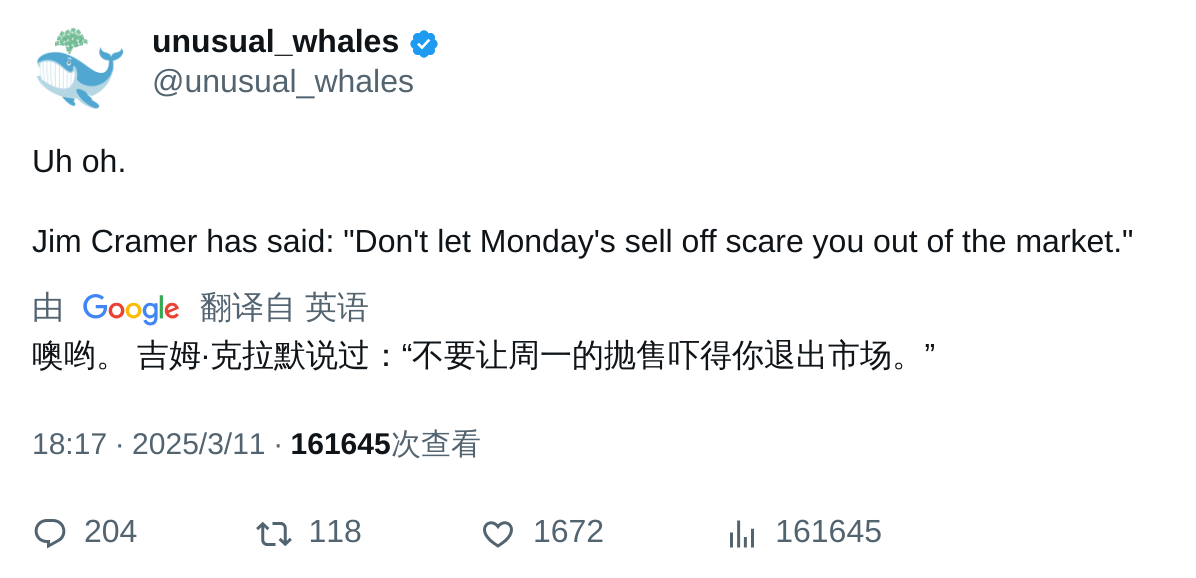 unusual_whales
@unusual_whales
Uh oh.
Jim Cramer has said: "Don't let Monday's sell off scare you out of the market."
由 Google 翻译自 英语
噢哟。 吉姆·克拉默说过：“不要让周一的抛售吓得你退出市场。”
18:17 · 2025/3/11 · 161645次查看
204 118 1672 161645